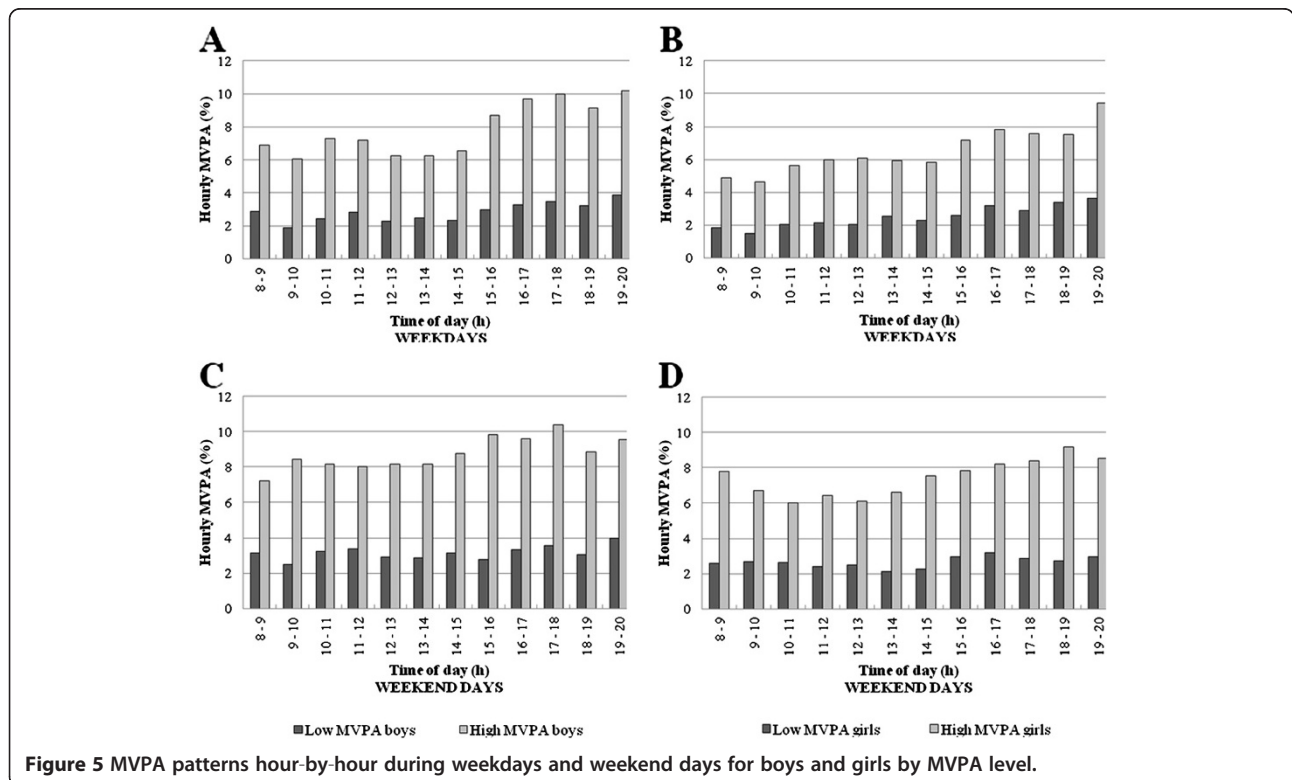 A
Hourly MVPA (%)
12
10
8
6
4
2
0
8 - 9
9 - 10
10 - 11
11 - 12
12 - 13
13 - 14
14 - 15
15 - 16
16 - 17
17 - 18
18 - 19
19 - 20
Time of day (h)
WEEKDAYS
B
Hourly MVPA (%)
12
10
8
6
4
2
0
8 - 9
9 - 10
10 - 11
11 - 12
12 - 13
13 - 14
14 - 15
15 - 16
16 - 17
17 - 18
18 - 19
19 - 20
Time of day (h)
WEEKDAYS
C
Hourly MVPA (%)
12
10
8
6
4
2
0
8 - 9
9 - 10
10 - 11
11 - 12
12 - 13
13 - 14
14 - 15
15 - 16
16 - 17
17 - 18
18 - 19
19 - 20
Time of day (h)
WEEKEND DAYS
Low MVPA boys High MVPA boys
D
Hourly MVPA (%)
12
10
8
6
4
2
0
8 - 9
9 - 10
10 - 11
11 - 12
12 - 13
13 - 14
14 - 15
15 - 16
16 - 17
17 - 18
18 - 19
19 - 20
Time of day (h)
WEEKEND DAYS
Low MVPA girls High MVPA girls
Figure 5 MVPA patterns hour-by-hour during weekdays and weekend days for boys and girls by MVPA level.